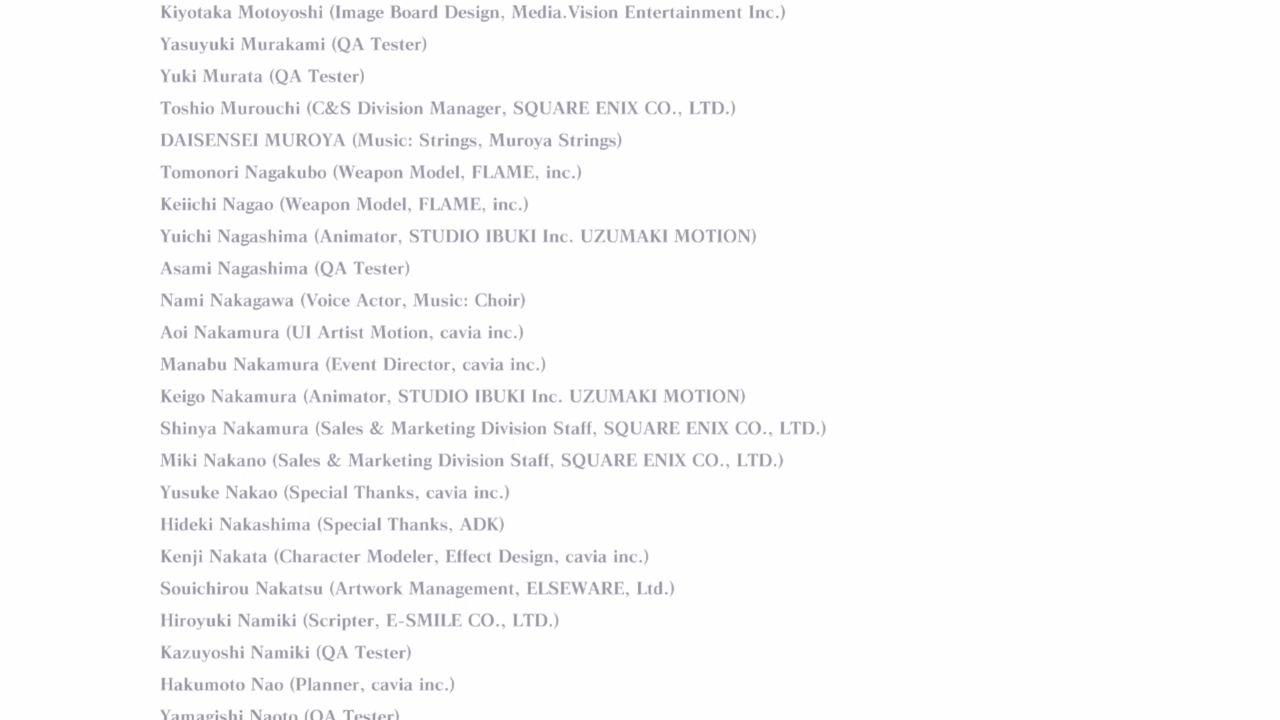 Kiyotaka Motoyoshi (Image Board Design, Media.Vision Entertainment Inc.)
Yasuyuki Murakami (QA Tester)
Yuki Murata (QA Tester)
Toshio Murouchi (C&S Division Manager, SQUARE ENIX CO., LTD.)
DAISENSEI MUROYA (Music: Strings, Muroya Strings)
Tomonori Nagakubo (Weapon Model, FLAME, inc.)
Keiichi Nagao (Weapon Model, FLAME, inc.)
Yuichi Nagashima (Animator, STUDIO IBUKI Inc. UZUMAKI MOTION)
Asami Nagashima (QA Tester)
Nami Nakagawa (Voice Actor, Music: Choir)
Aoi Nakamura (UI Artist Motion, cavia inc.)
Manabu Nakamura (Event Director, cavia inc.)
Keigo Nakamura (Animator, STUDIO IBUKI Inc. UZUMAKI MOTION)
Shinya Nakamura (Sales & Marketing Division Staff, SQUARE ENIX CO., LTD.)
Miki Nakano (Sales & Marketing Division Staff, SQUARE ENIX CO., LTD.)
Yusuke Nakao (Special Thanks, cavia inc.)
Hideki Nakashima (Special Thanks, ADK)
Kenji Nakata (Character Modeler, Effect Design, cavia inc.)
Souichirou Nakatsu (Artwork Management, ELSEWARE, Ltd.)
Hiroyuki Namiki (Scripter, E-SMILE CO., LTD.)
Kazuyoshi Namiki (QA Tester)
Hakumoto Nao (Planner, cavia inc.)
Yamagishi Naoto (QA Tester)